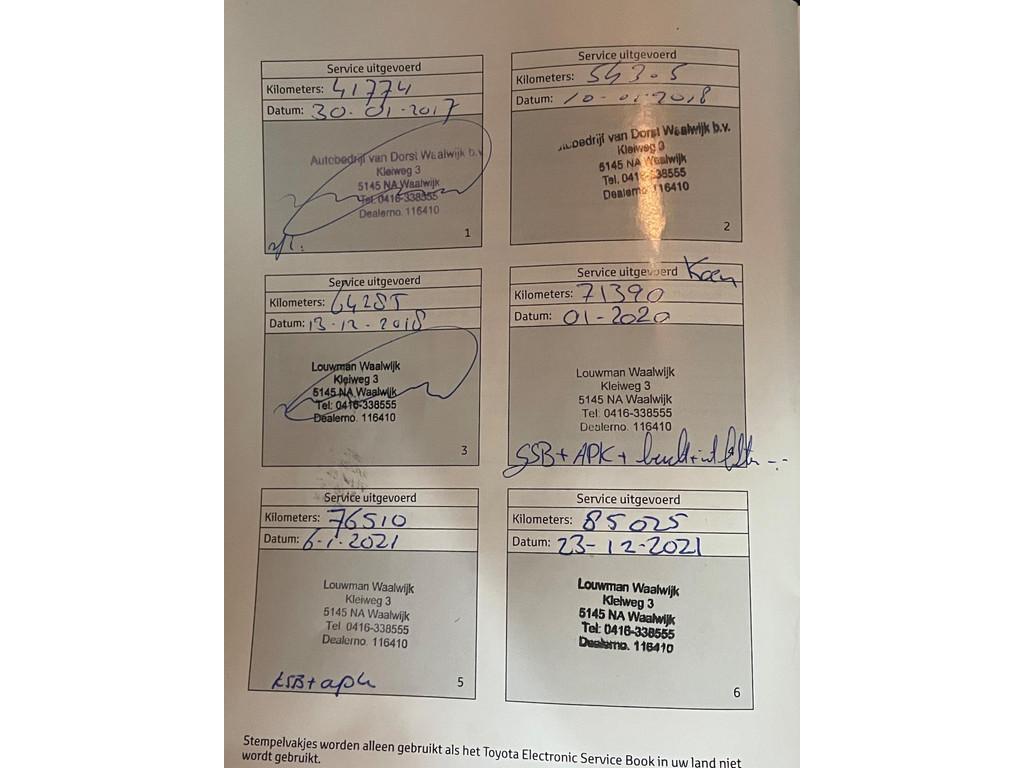 Service uitgevoerd
Kilometers: 41774
Datum: 30-01-2017
Autobedrijf van Dorst Waalwijk b.v.
Kleiweg 3
5145 NA Waalwijk
Tel. 0416-338555
Dealerno. 116410
1
Service uitgevoerd
Kilometers:
Datum: 10-01-2018
Autobedrijf van Dorst Waalwijk b.v.
Kleiweg 3
5145 NA Waalwijk
Tel. 0416-338555
Dealerno. 116410
2
Service uitgevoerd
Kilometers: 64285
Datum: 13-12-2018
Louwman Waalwijk
Kleiweg 3
5145 NA Waalwijk
Tel: 0416-338555
Dealerno. 116410
3
Service uitgevoerd Koen
Kilometers: 71390
Datum: 01-2020
Louwman Waalwijk
Kleiweg 3
5145 NA Waalwijk
Tel: 0416-338555
Dealerno. 116410
+ APK +
Service uitgevoerd
Kilometers: 76510
Datum: 6-1-2021
Louwman Waalwijk
Kleiweg 3
5145 NA Waalwijk
Tel: 0416-338555
Dealerno. 116410
+ apk
5
Service uitgevoerd
Kilometers: 85025
Datum: 23-12-2021
Louwman Waalwijk
Kleiweg 3
5145 NA Waalwijk
Tel: 0416-338555
Dealerno. 116410
6
Stempelvakjes worden alleen gebruikt als het Toyota Electronic Service Book in uw land niet
wordt gebruikt.